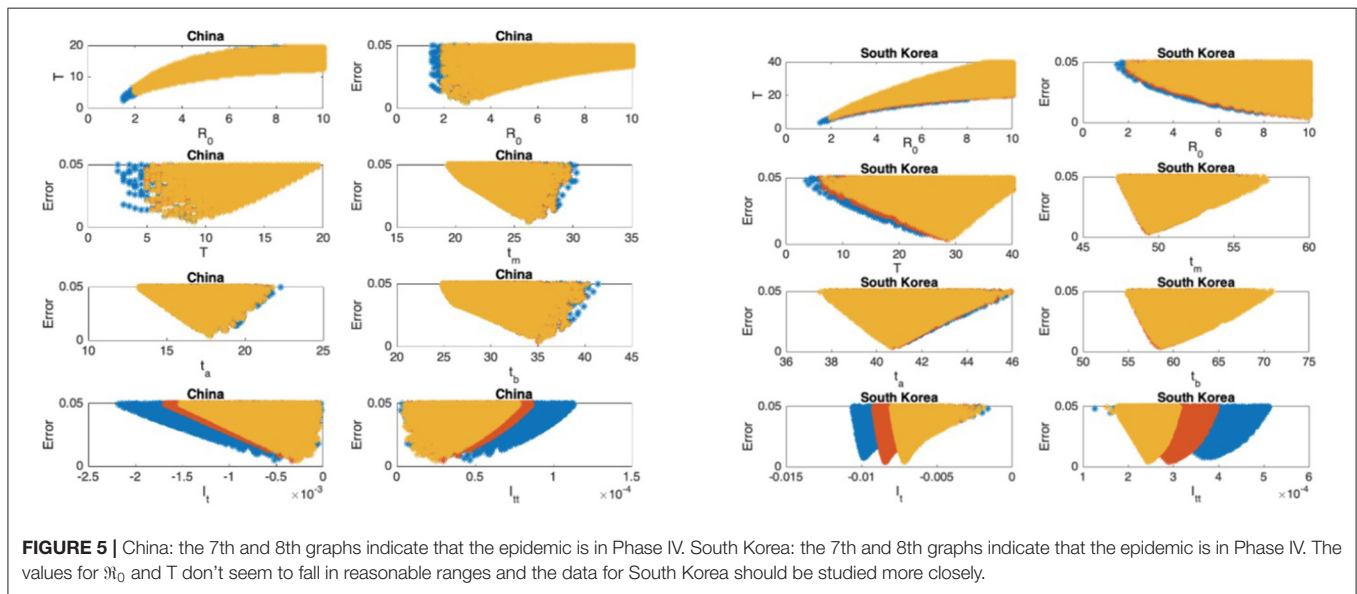 China
20
10
0
T
0 2 4 6 8 10
R0
China
0.05
0
Error
0 2 4 6 8 10
R0
China
0.05
0
Error
0 5 10 15 20
T
China
0.05
0
Error
15 20 25 30 35
tm
China
0.05
0
Error
10 15 20 25
ta
China
0.05
0
Error
20 25 30 35 40 45
tb
China
0.05
0
Error
-2.5 -2 -1.5 -1 -0.5 0
It ×10-3
China
0.05
0
Error
0 0.5 1 1.5
Itt ×10-4
South Korea
40
20
0
T
0 2 4 6 8 10
R0
South Korea
0.05
0
Error
0 2 4 6 8 10
R0
South Korea
0.05
0
Error
0 10 20 30 40
T
South Korea
0.05
0
Error
45 50 55 60
tm
South Korea
0.05
0
Error
36 38 40 42 44 46
ta
South Korea
0.05
0
Error
50 55 60 65 70 75
tb
South Korea
0.05
0
Error
-0.015 -0.01 -0.005 0
It
South Korea
0.05
0
Error
1 2 3 4 5 6
Itt ×10-4
FIGURE 5 | China: the 7th and 8th graphs indicate that the epidemic is in Phase IV. South Korea: the 7th and 8th graphs indicate that the epidemic is in Phase IV. The
values for ℜ0 and T don't seem to fall in reasonable ranges and the data for South Korea should be studied more closely.